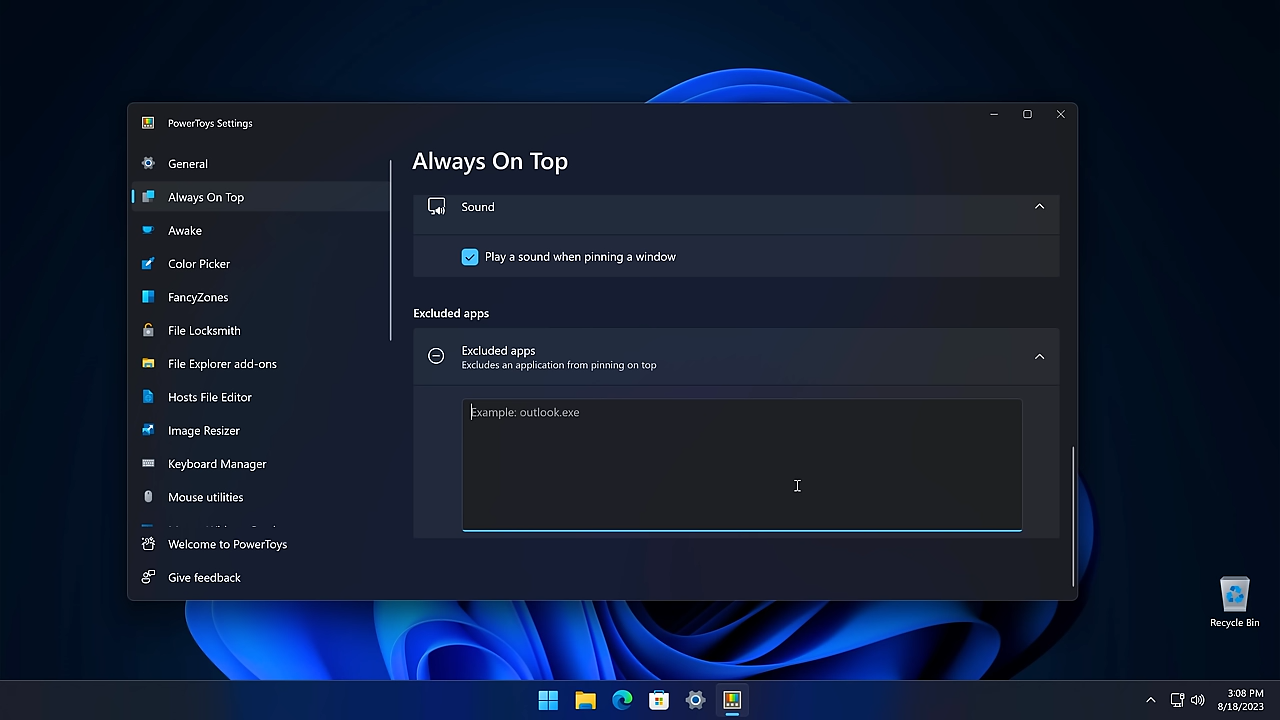 PowerToys Settings
General
Always On Top
Awake
Color Picker
FancyZones
File Locksmith
File Explorer add-ons
Hosts File Editor
Image Resizer
Keyboard Manager
Mouse utilities
Welcome to PowerToys
Give feedback
Always On Top
Sound
Play a sound when pinning a window
Excluded apps
Excluded apps
Excludes an application from pinning on top
Example: outlook.exe
Recycle Bin
3:08 PM
8/18/2023